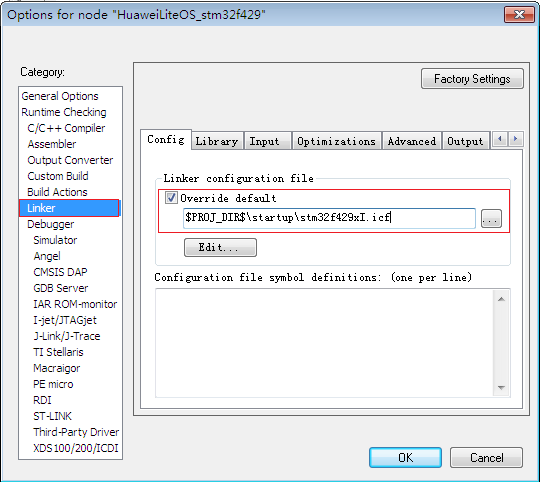 Options for node "HuaweiLiteOS_stm32f429"
Category:
Factory Settings
General Options
Runtime Checking
C/C++ Compiler
Assembler
Output Converter
Custom Build
Build Actions
Linker
Debugger
Simulator
Angel
CMSIS DAP
GDB Server
IAR ROM-monitor
I-jet/JTAGjet
J-Link/J-Trace
TI Stellaris
Macraigor
PE micro
RDI
ST-LINK
Third-Party Driver
XDS100/200/ICDI
Config Library Input Optimizations Advanced Output
Linker configuration file
Override default
$PROJ_DIR$\startup\stm32f429xI.icf
...
Edit...
Configuration file symbol definitions: (one per line)
OK Cancel